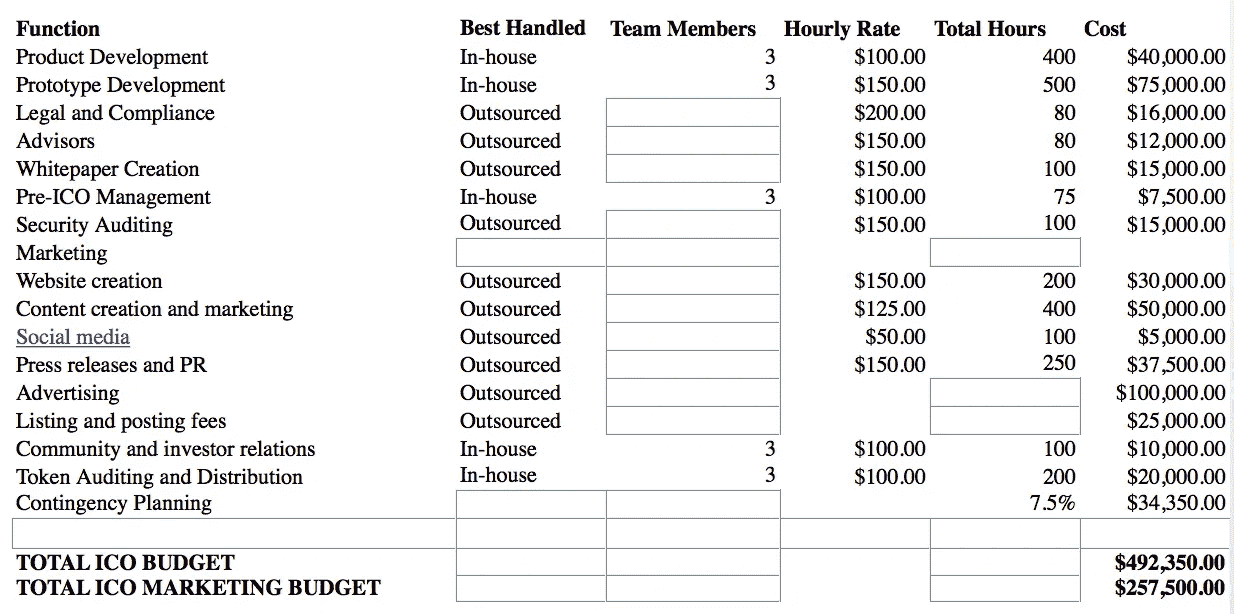 Function Best Handled Team Members Hourly Rate Total Hours Cost
Product Development In-house 3 $100.00 400 $40,000.00
Prototype Development In-house 3 $150.00 500 $75,000.00
Legal and Compliance Outsourced $200.00 80 $16,000.00
Advisors Outsourced $150.00 80 $12,000.00
Whitepaper Creation Outsourced $150.00 100 $15,000.00
Pre-ICO Management In-house 3 $100.00 75 $7,500.00
Security Auditing Outsourced $150.00 100 $15,000.00
Marketing
Website creation Outsourced $150.00 200 $30,000.00
Content creation and marketing Outsourced $125.00 400 $50,000.00
Social media Outsourced $50.00 100 $5,000.00
Press releases and PR Outsourced $150.00 250 $37,500.00
Advertising Outsourced $100,000.00
Listing and posting fees Outsourced $25,000.00
Community and investor relations In-house 3 $100.00 100 $10,000.00
Token Auditing and Distribution In-house 3 $100.00 200 $20,000.00
Contingency Planning 7.5% $34,350.00
TOTAL ICO BUDGET $492,350.00
TOTAL ICO MARKETING BUDGET $257,500.00